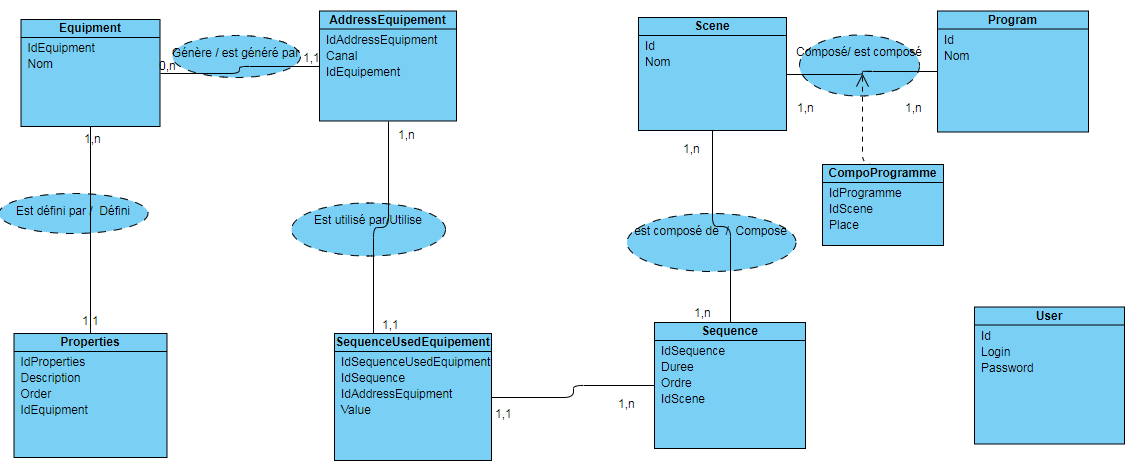 Equipment
IdEquipment
Nom
Génère / est généré par
0,n
1,1
AddressEquipement
IdAddressEquipment
Canal
IdEquipement
Scene
Id
Nom
Composé/ est composé
1,n
1,n
Program
Id
Nom
1,n
1,n
1,n
CompoProgramme
IdProgramme
IdScene
Place
Est défini par / Défini
Est utilisé par/Utilise
est composé de / Compose
1,1
1,1
1,n
Properties
IdProperties
Description
Order
IdEquipment
SequenceUsedEquipement
IdSequenceUsedEquipment
IdSequence
IdAddressEquipment
Value
1,1
1,n
Sequence
IdSequence
Duree
Ordre
IdScene
User
Id
Login
Password